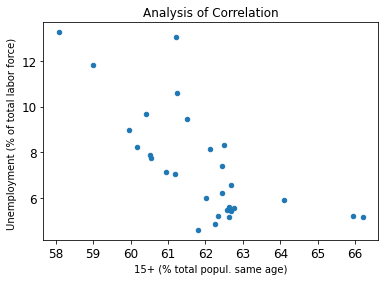 Analysis of Correlation
Unemployment (% of total labor force)
12
10
8
6
58 59 60 61 62 63 64 65 66
15+ (% total popul. same age)